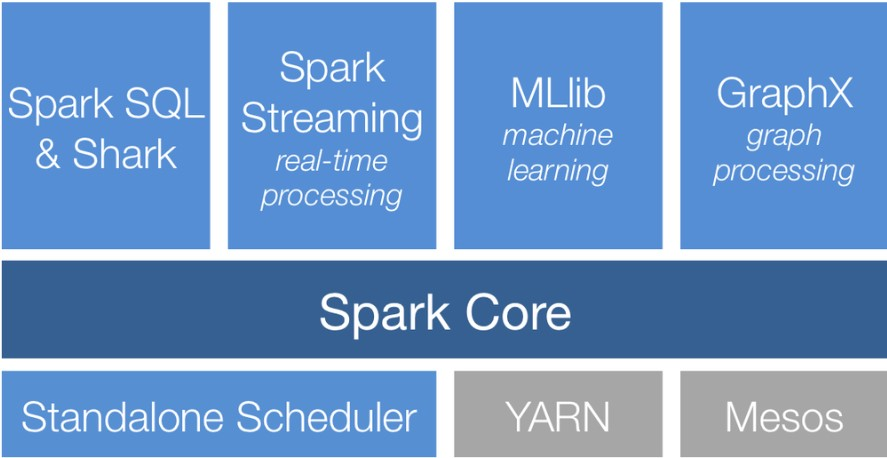 Spark SQL
& Shark
Spark
Streaming
real-time
processing
MLlib
machine
learning
GraphX
graph
processing
Spark Core
Standalone Scheduler
YARN
Mesos